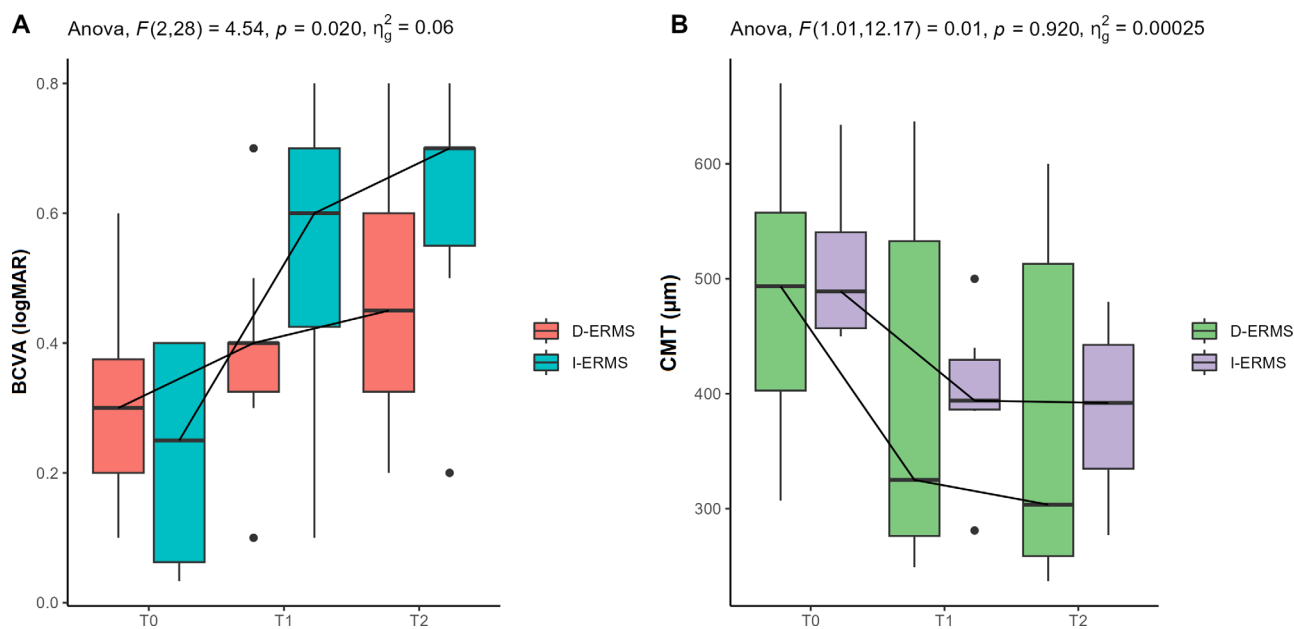 A
Anova, F(2,28) = 4.54, p = 0.020, η²g = 0.06
0.8
0.6
0.4
0.2
0.0
BCVA (logMAR)
T0 T1 T2
D-ERMS
I-ERMS
B
Anova, F(1.01,12.17) = 0.01, p = 0.920, η²g = 0.00025
600
500
400
300
CMT (µm)
T0 T1 T2
D-ERMS
I-ERMS